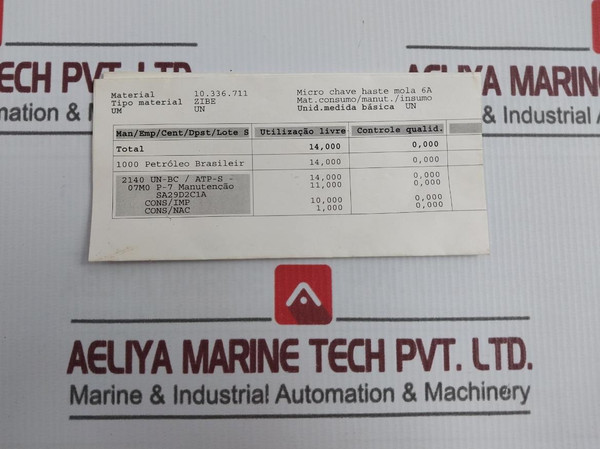 TECH PVT. LTD.
mation &
AELIYA MARINE
Marine & Industrial Automation
Material 10.336.711 Micro chave haste mola 6A
Tipo material ZIBE Mat.consumo/manut./insumo
UM UN Unid.medida básica UN
Man/Emp/Cent/Dpst/Lote S Utilização livre Controle qualid.
Total 14,000 0,000
1000 Petróleo Brasileir 14,000 0,000
2140 UN-BC / ATP-S - 14,000 0,000
07M0 P-7 Manutencão 11,000 0,000
SA29D2C1A
CONS/IMP 10,000 0,000
CONS/NAC 1,000 0,000
AELIYA MARINE TECH PVT. LTD.
Marine & Industrial Automation & Machinery